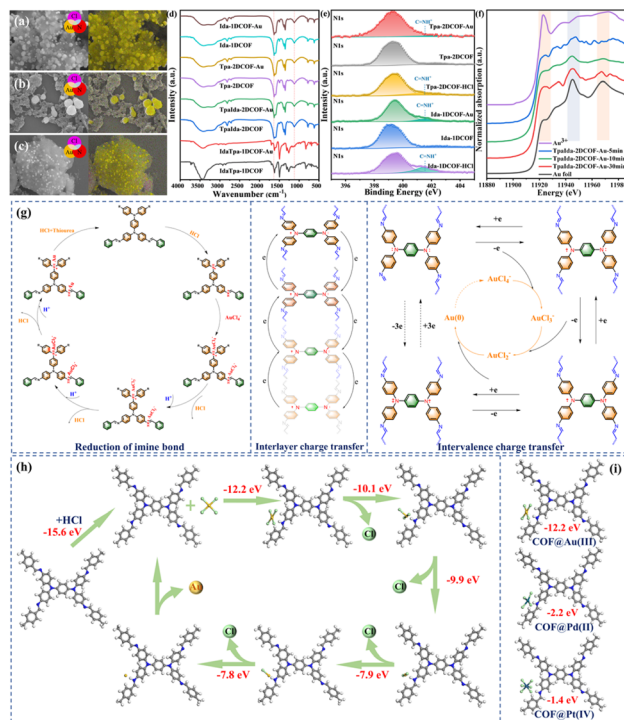 (a)
Cl
Au N
(b)
Cl
Au N
(c)
Cl
Au N
(d)
Intensity (a.u.)
Ida-1DCOF-Au
Ida-1DCOF
Tpa-2DCOF-Au
Tpa-2DCOF
TpaIda-2DCOF-Au
TpaIda-2DCOF
IdaTpa-1DCOF-Au
IdaTpa-1DCOF
4000 3500 3000 2500 2000 1500 1000 500
Wavenumber (cm⁻¹
(e)
Intensity (a.u.)
N1s
C=NH⁺
Tpa-2DCOF-Au
N1s
Tpa-2DCOF
N1s
C=NH⁺
Tpa-2DCOF-HCl
N1s
C=NH⁺
Ida-1DCOF-Au
N1s
Ida-1DCOF
N1s
C=NH⁺
Ida-1DCOF-HCl
396 398 400 402 404
Binding Energy (eV)
(f)
Normalized absorption (a.u.)
Au³⁺
TpaIda-2DCOF-Au-5min
TpaIda-2DCOF-Au-10min
TpaIda-2DCOF-Au-30min
Au foil
11880 11900 11920 11940 11960 11980
Energy (eV)
(g)
HCl+Thiourea
HCl
AuCl₄⁻
HCl
H⁺
HCl
H⁺
HCl
H⁺
Reduction of imine bond
e e
e e
e e
Interlayer charge transfer
+e
-e
AuCl₄⁻
Au(0)
AuCl₃⁻
AuCl₂⁻
-3e +3e
-e +e
+e
-e
Intervalence charge transfer
(h)
+HCl
-15.6 eV
+
-12.2 eV
-10.1 eV
Cl
-9.9 eV
Cl
Au
Cl
Cl
-7.8 eV
-7.9 eV
(i)
-12.2 eV
COF@Au(III)
-2.2 eV
COF@Pd(II)
-1.4 eV
COF@Pt(IV)